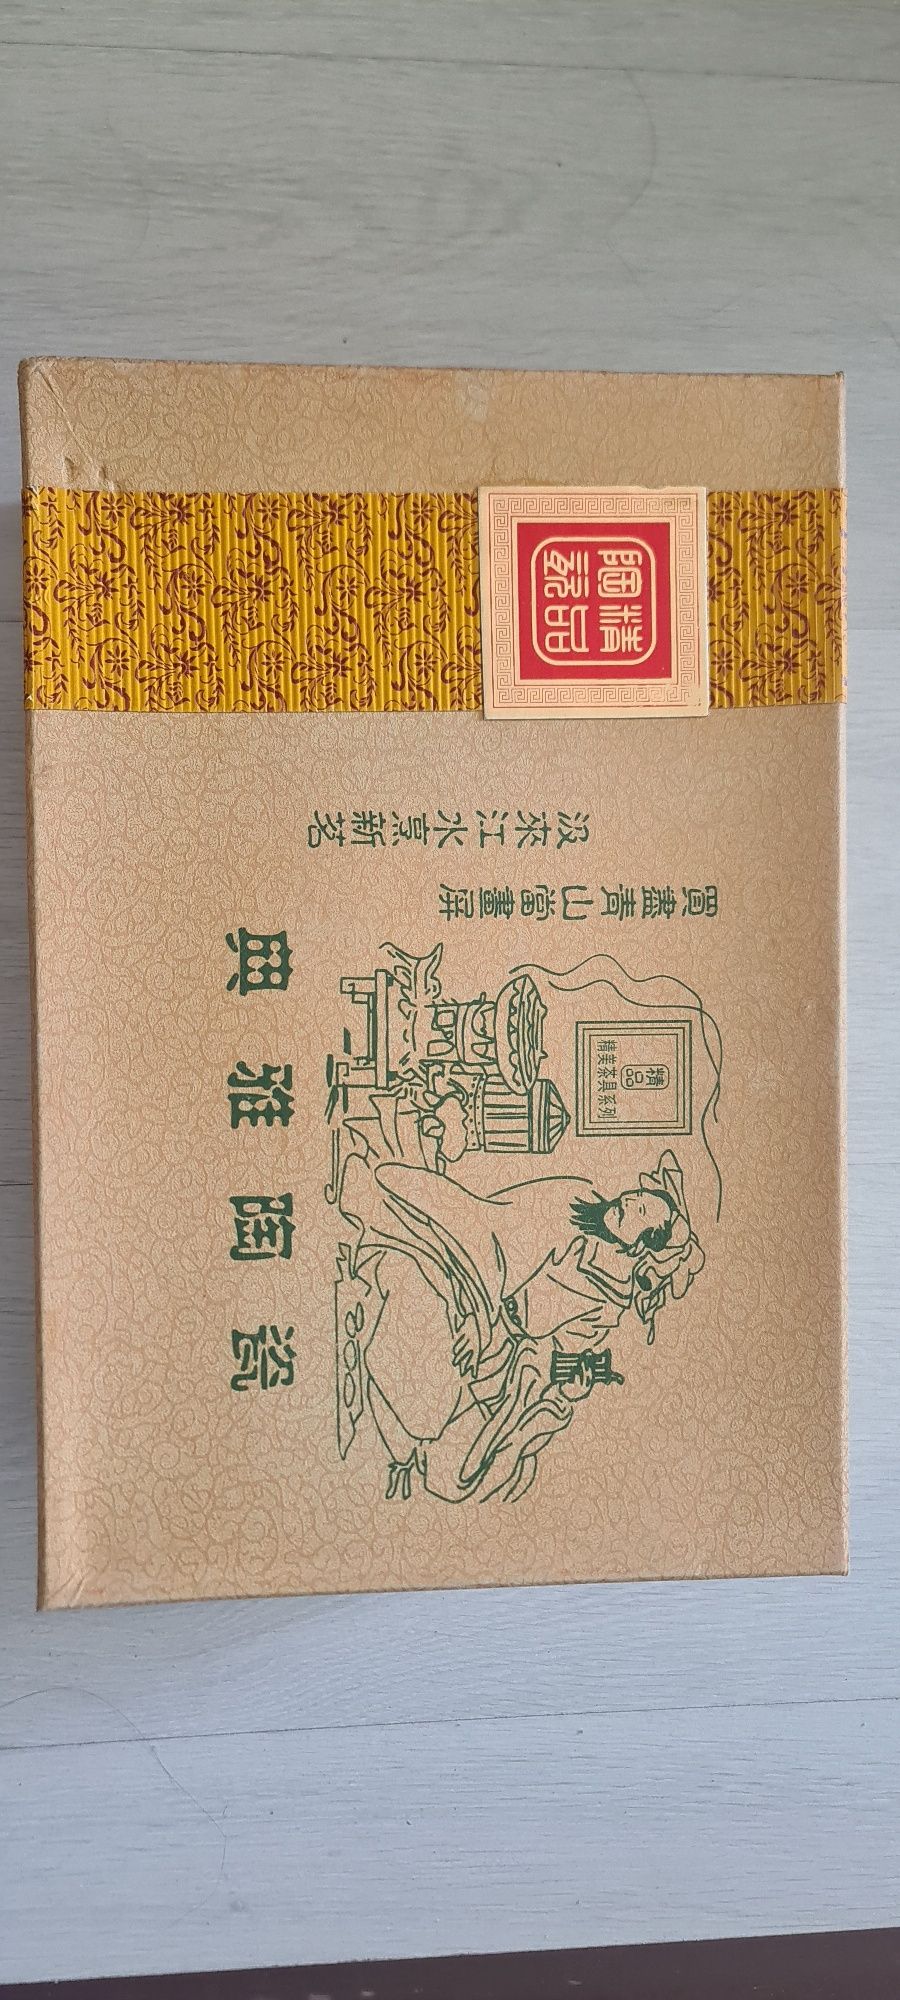 精品陶瓷
買盡青山當畫屏
汲來江水烹新茗
精品
精美茶具系列
典雅陶瓷